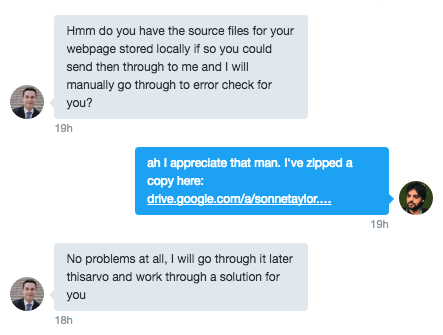 Hmm do you have the source files for your
webpage stored locally if so you could
send then through to me and I will
manually go through to error check for
you?
19h
ah I appreciate that man. I've zipped a
copy here:
drive.google.com/a/sonnetaylor....
19h
No problems at all, I will go through it later
thisarvo and work through a solution for
you
18h